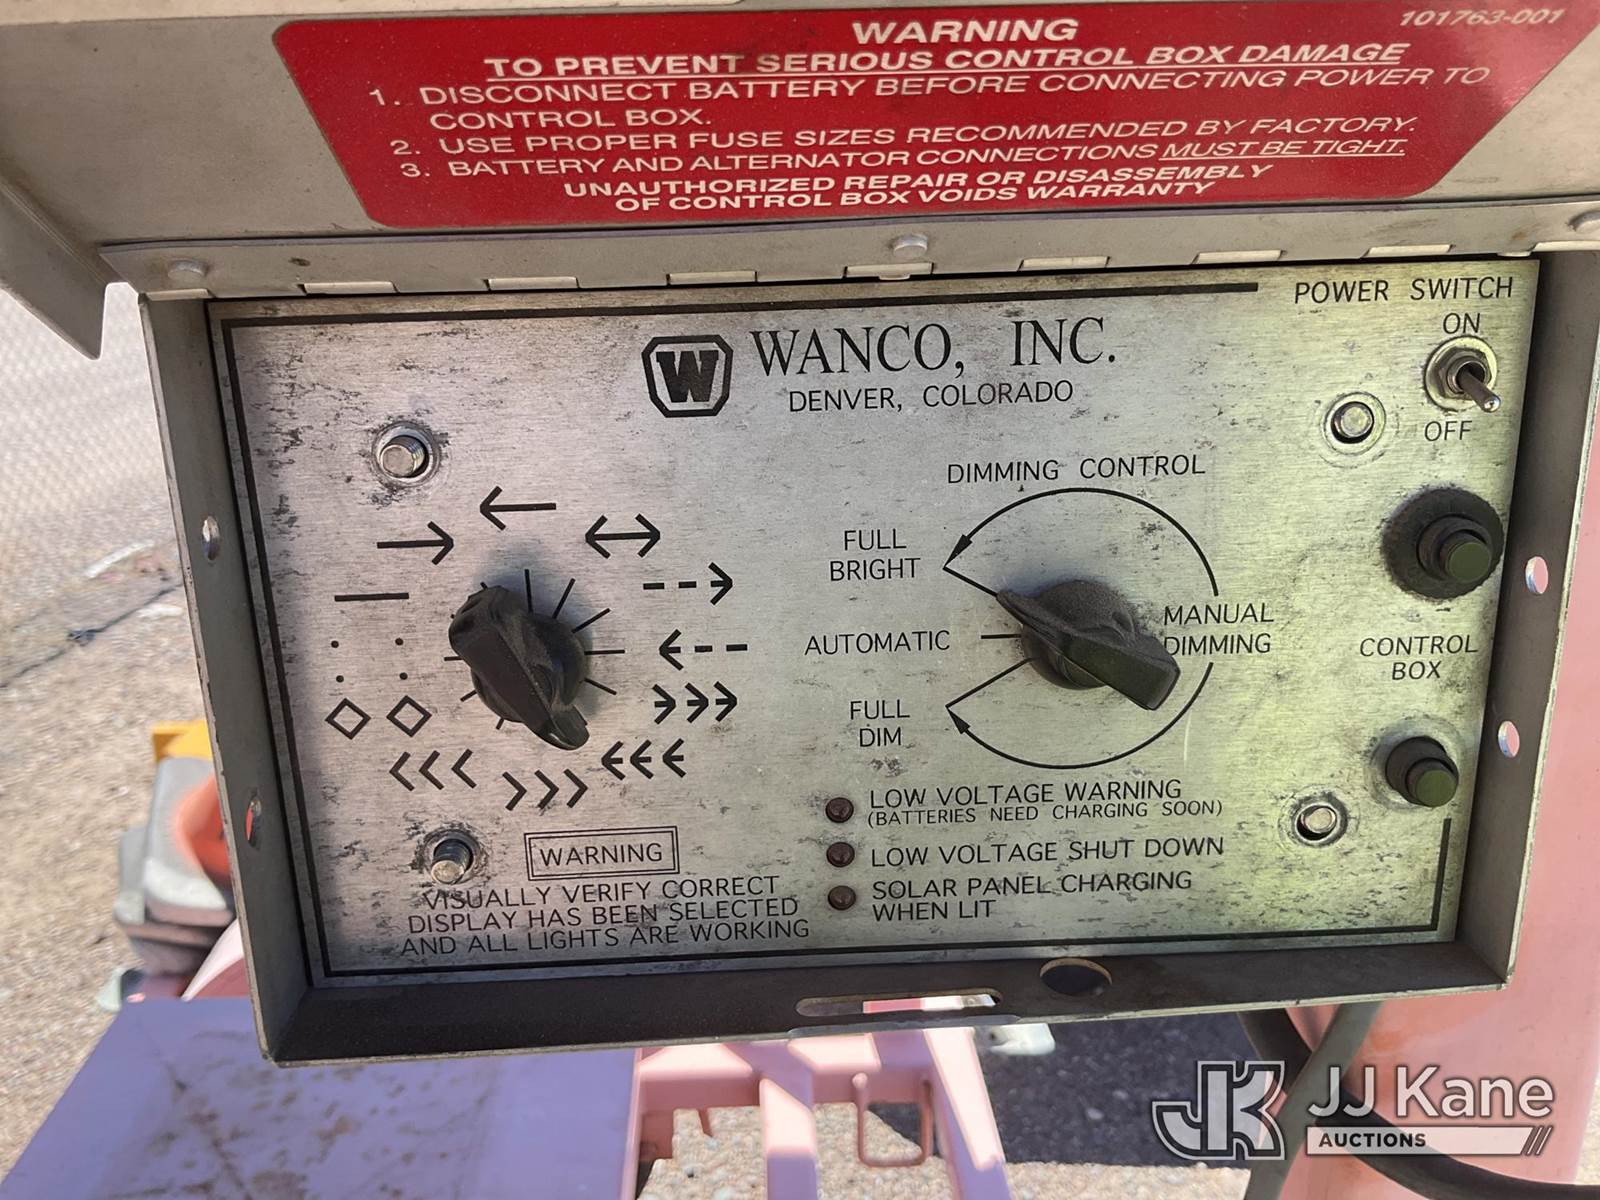 101763-001
WARNING
TO PREVENT SERIOUS CONTROL BOX DAMAGE
1. DISCONNECT BATTERY BEFORE CONNECTING POWER TO
CONTROL BOX.
2. USE PROPER FUSE SIZES RECOMMENDED BY FACTORY.
3. BATTERY AND ALTERNATOR CONNECTIONS MUST BE TIGHT.
UNAUTHORIZED REPAIR OR DISASSEMBLY
OF CONTROL BOX VOIDS WARRANTY
POWER SWITCH
ON
OFF
W WANCO, INC.
DENVER, COLORADO
DIMMING CONTROL
FULL
BRIGHT
AUTOMATIC
MANUAL
DIMMING
FULL
DIM
CONTROL
BOX
LOW VOLTAGE WARNING
(BATTERIES NEED CHARGING SOON)
LOW VOLTAGE SHUT DOWN
SOLAR PANEL CHARGING
WHEN LIT
WARNING
VISUALLY VERIFY CORRECT
DISPLAY HAS BEEN SELECTED
AND ALL LIGHTS ARE WORKING
JK JJ Kane
AUCTIONS